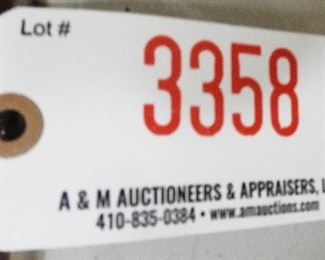 Lot #
3358
A & M AUCTIONEERS & APPRAISERS, L
410-835-0384 • www.amauctions.com